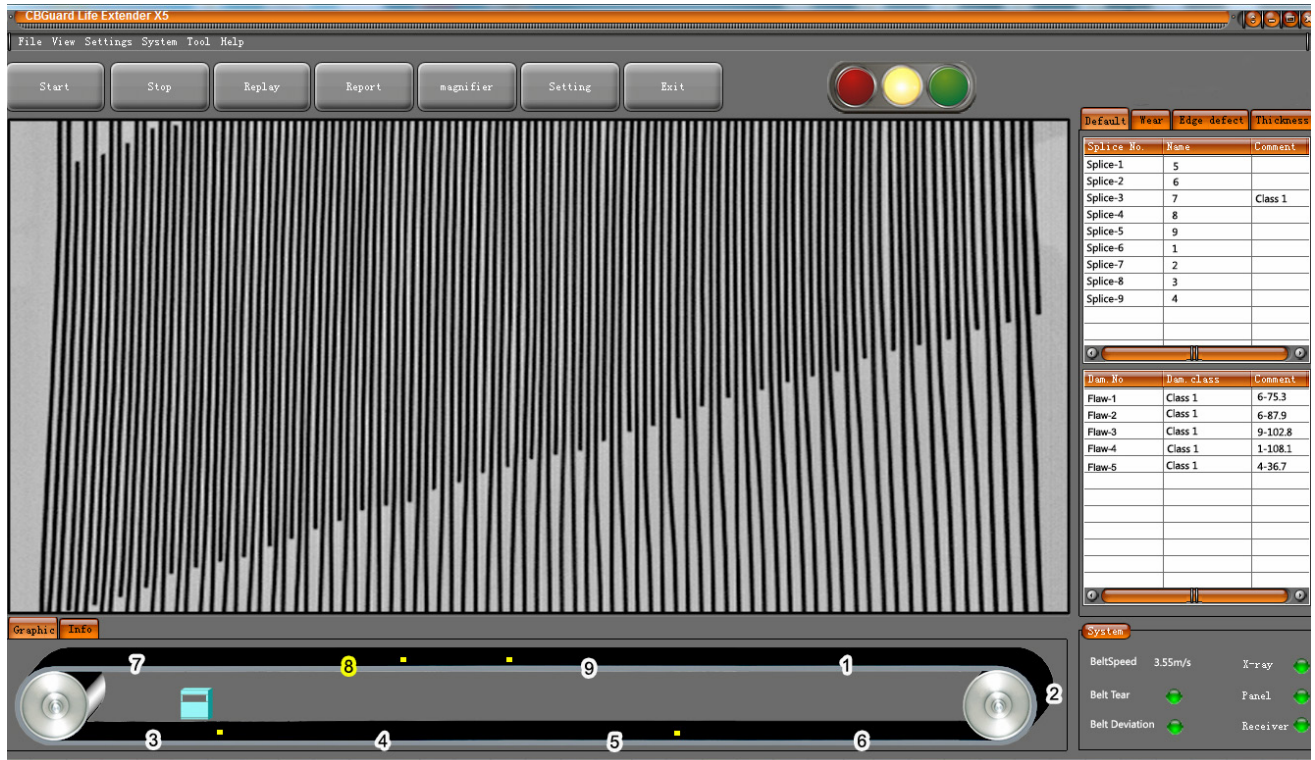 CBGuard Life Extender X5
File View Settings System Tool Help
Start Stop Replay Report magnifier Setting Exit
Default Wear Edge defect Thickness
Splice No. Name Comment
Splice-1 5
Splice-2 6
Splice-3 7 Class 1
Splice-4 8
Splice-5 9
Splice-6 1
Splice-7 2
Splice-8 3
Splice-9 4
Dam.No Dam.class Comment
Flaw-1 Class 1 6-75.3
Flaw-2 Class 1 6-87.9
Flaw-3 Class 1 9-102.8
Flaw-4 Class 1 1-108.1
Flaw-5 Class 1 4-36.7
Graphic Info
7 8 9 1
2
3 4 5 6
System
BeltSpeed 3.55m/s X-ray
Belt Tear Panel
Belt Deviation Receiver